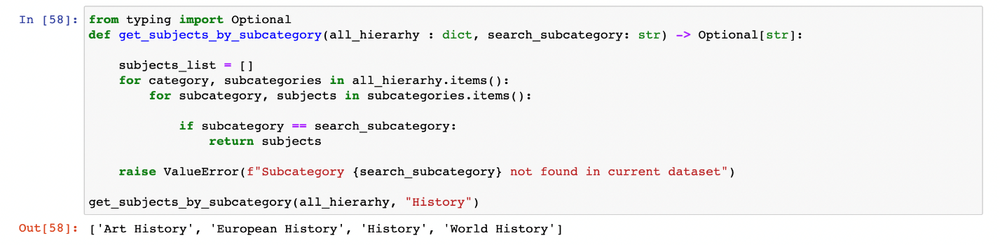 In [58]: from typing import Optional
def get_subjects_by_subcategory(all_hierarhy : dict, search_subcategory: str) -> Optional[str]:
    subjects_list = []
    for category, subcategories in all_hierarhy.items():
        for subcategory, subjects in subcategories.items():
            if subcategory == search_subcategory:
                return subjects
    raise ValueError(f"Subcategory {search_subcategory} not found in current dataset")
get_subjects_by_subcategory(all_hierarhy, "History")
Out[58]: ['Art History', 'European History', 'History', 'World History']